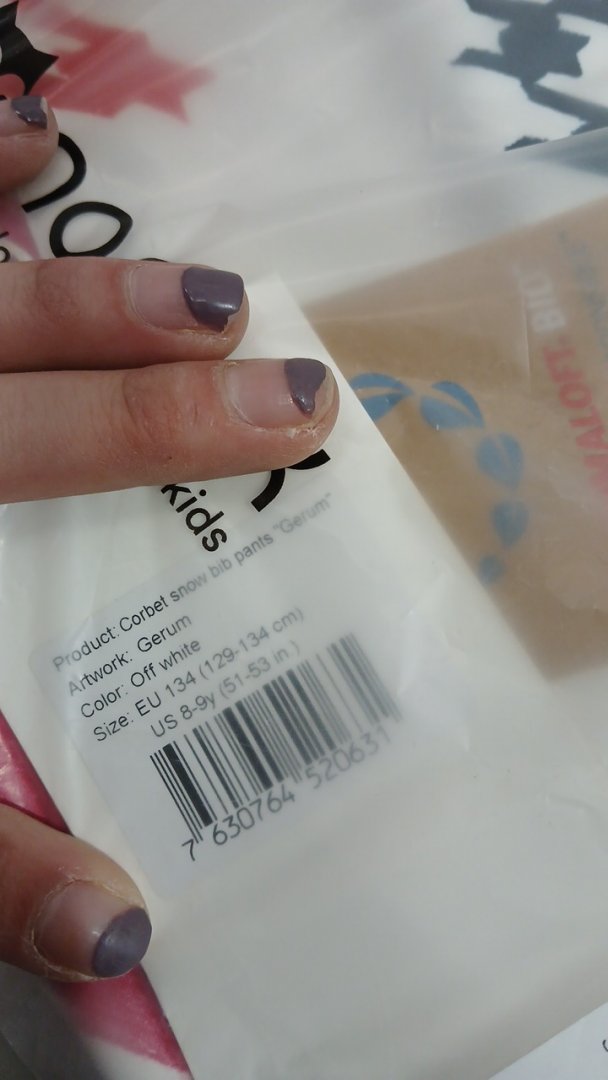 kids
Product: Corbet snow bib pants "Gerum"
Artwork: Gerum
Color: Off white
Size: EU 134 (129-134 cm)
US 8-9y (51-53 in )
7 630764 520631